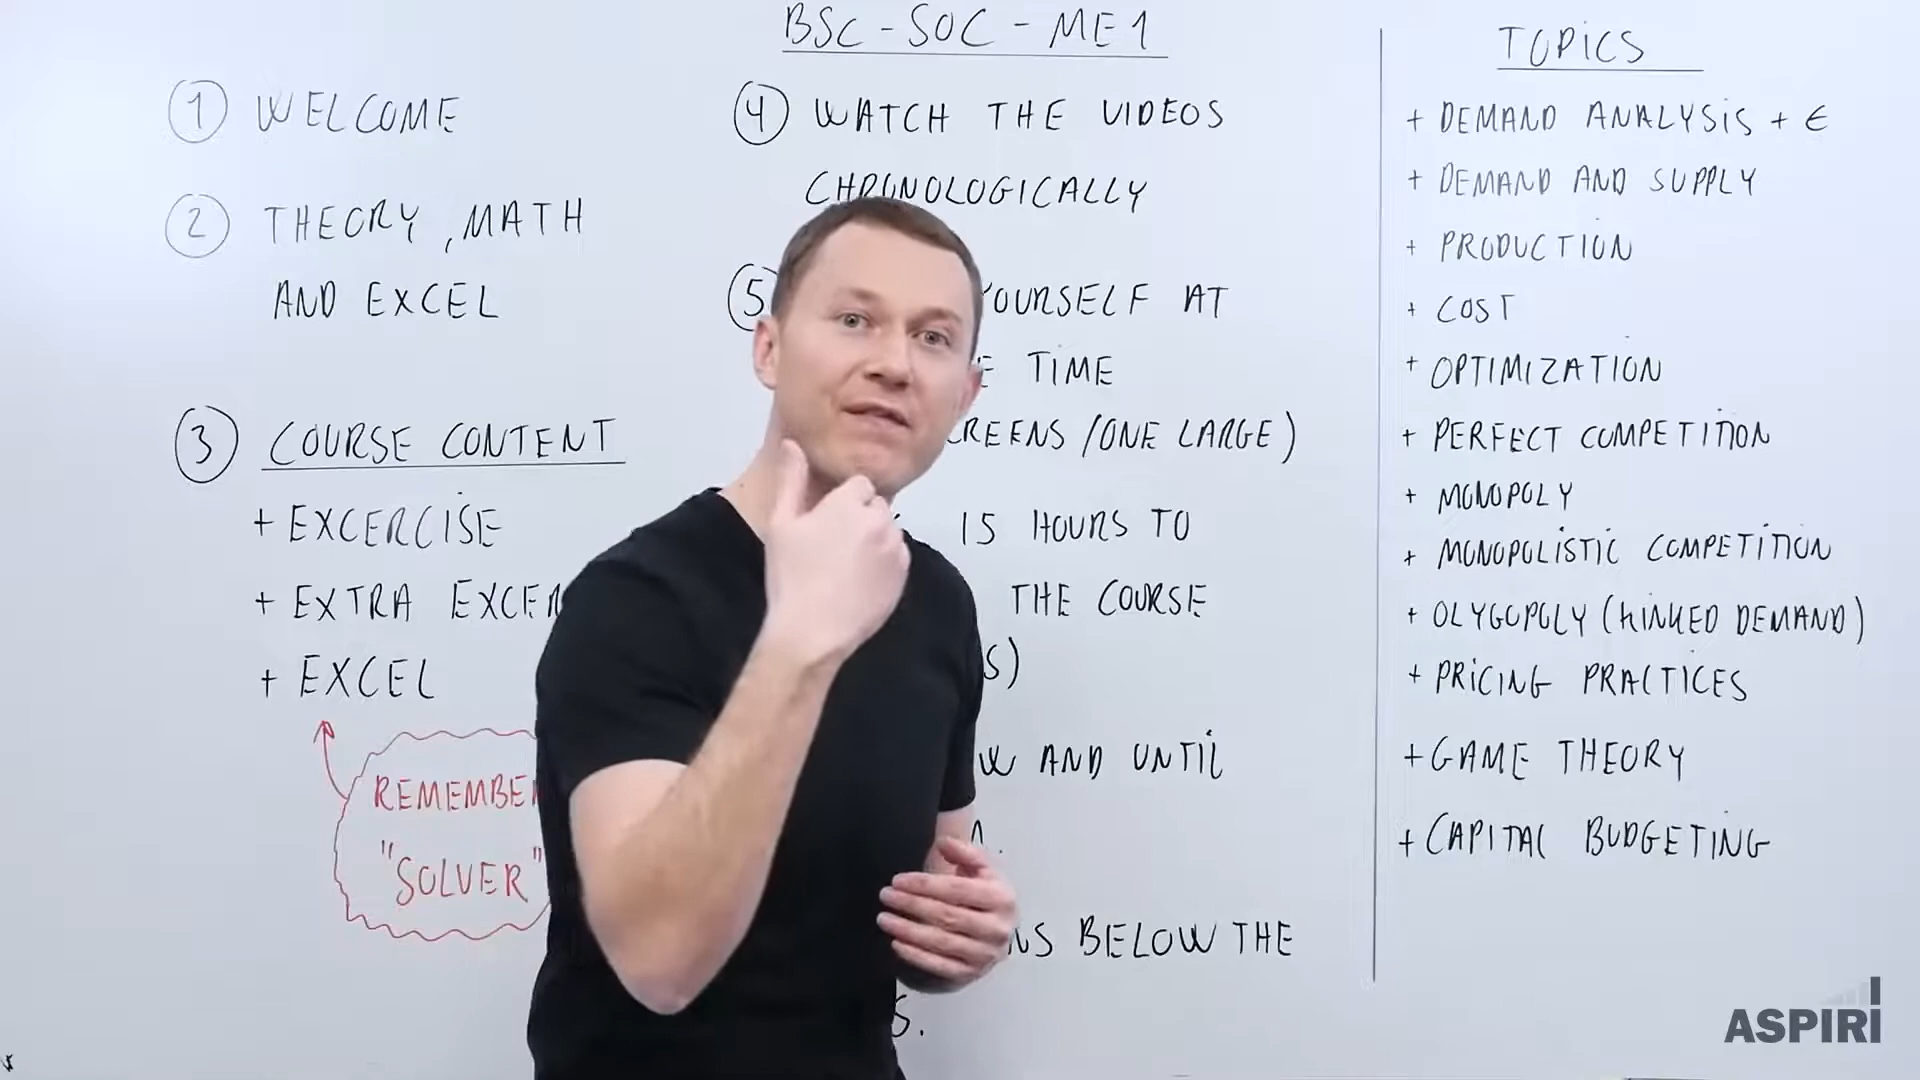 BSC-SOC-ME1
① WELCOME
② THEORY, MATH
AND EXCEL
③ COURSE CONTENT
+ EXCERCISE
+ EXTRA
+ EXCEL
"SOLVER"
④ WATCH THE VIDEOS
CHRONOLOGICALLY
⑤
AT
TIME
/ONE LARGE)
15 HOURS TO
THE COURSE
AND UNTIL
BELOW THE
TOPICS
+ DEMAND ANALYSIS + €
+ DEMAND AND SUPPLY
+ PRODUCTION
+ COST
+ OPTIMIZATION
+ PERFECT COMPETITION
+ MONOPOLY
+ MONOPOLISTIC COMPETITION
+ OLYGOPOLY (KINKED DEMAND)
+ PRICING PRACTICES
+ GAME THEORY
+ CAPITAL BUDGETING
ASPIRI